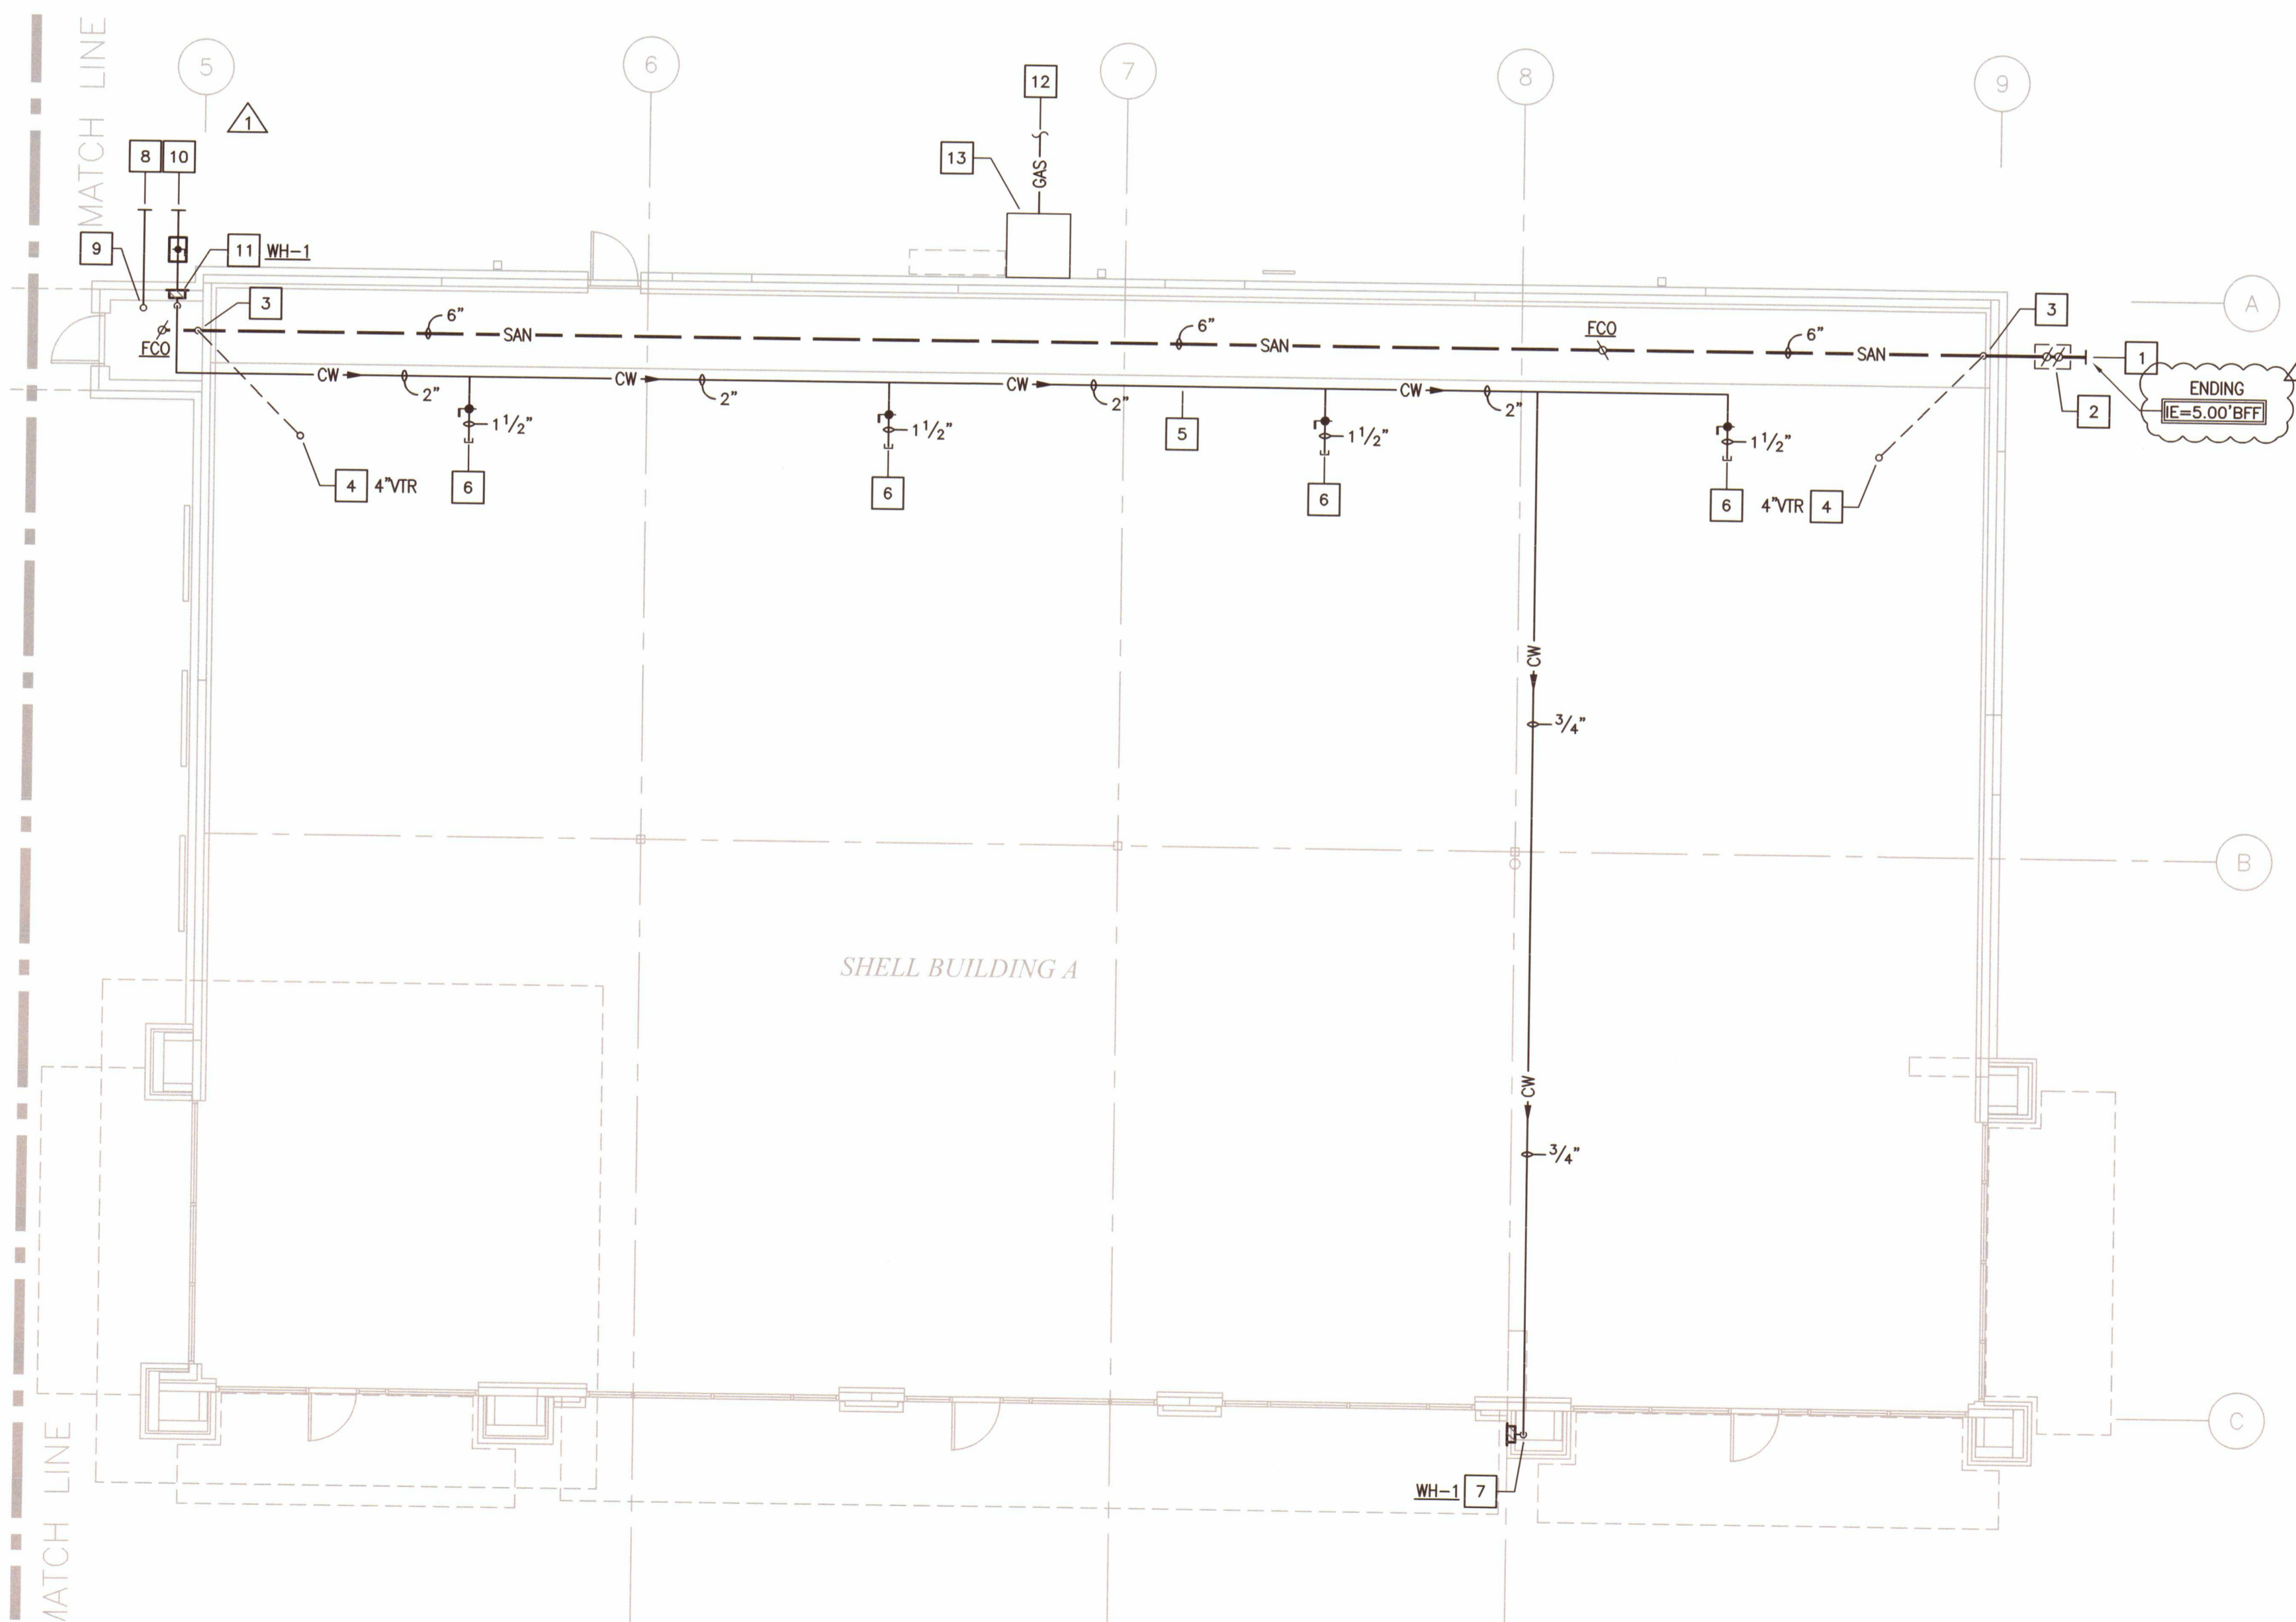 MATCH LINE
5
6
7
8
9
1
12
13
GAS
8 10
9
11 WH-1
3
FCO
6" SAN
6" SAN
FCO
6" SAN
3
A
1
2
ENDING
IE=5.00'BFF
CW 2"
CW 2"
CW 2"
CW 2"
1 1/2"
1 1/2"
5
1 1/2"
1 1/2"
4 4"VTR
6
6
6
6
4"VTR 4
CW
3/4"
B
SHELL BUILDING A
CW
3/4"
C
WH-1 7
MATCH LINE